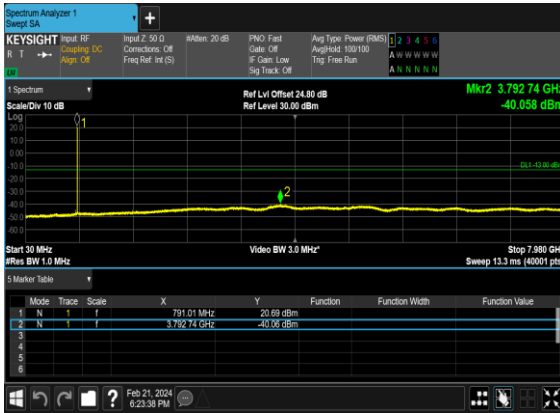 Spectrum Analyzer 1
Swept SA
KEYSIGHT Input: RF Input Z: 50 Ω #Atten: 20 dB PNO: Fast Avg Type: Power (RMS) 1 2 3 4 5 6
R T Coupling: DC Corrections: Off Gate: Off Avg|Hold: 100/100 A W W W W W
Align: Off Freq Ref: Int (S) IF Gain: Low Trig: Free Run
Sig Track: Off A N N N N N
1 Spectrum Ref Lvl Offset 24.80 dB Mkr2 3.792 74 GHz
Scale/Div 10 dB Ref Level 30.00 dBm -40.058 dBm
Log
20.0
10.0
0.00
-10.0
-20.0
-30.0
-40.0
-50.0
-60.0
1
DL1 -13.00 dBm
2
Start 30 MHz Video BW 3.0 MHz* Stop 7.980 GH
#Res BW 1.0 MHz Sweep 13.3 ms (40001 pts
5 Marker Table
Mode Trace Scale X Y Function Function Width Function Value
1 N 1 f 791.01 MHz 20.69 dBm
2 N 1 f 3.792 74 GHz -40.06 dBm
3
4
5
6
Feb 21, 2024
6:23:38 PM